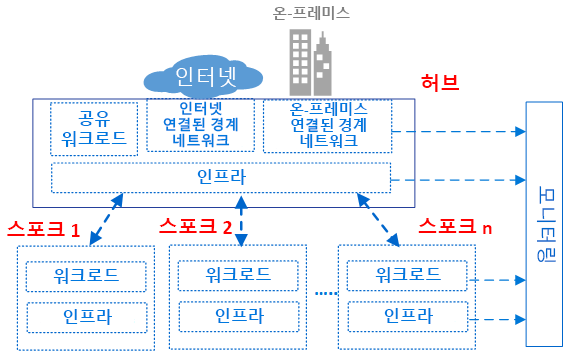 온-프레미스
인터넷
허브
공유
워크로드
인터넷
연결된 경계
네트워크
온-프레미스
연결된 경계
네트워크
인프라
모니터링
스포크 1
스포크 2
스포크 n
워크로드
인프라
워크로드
인프라
.....
워크로드
인프라